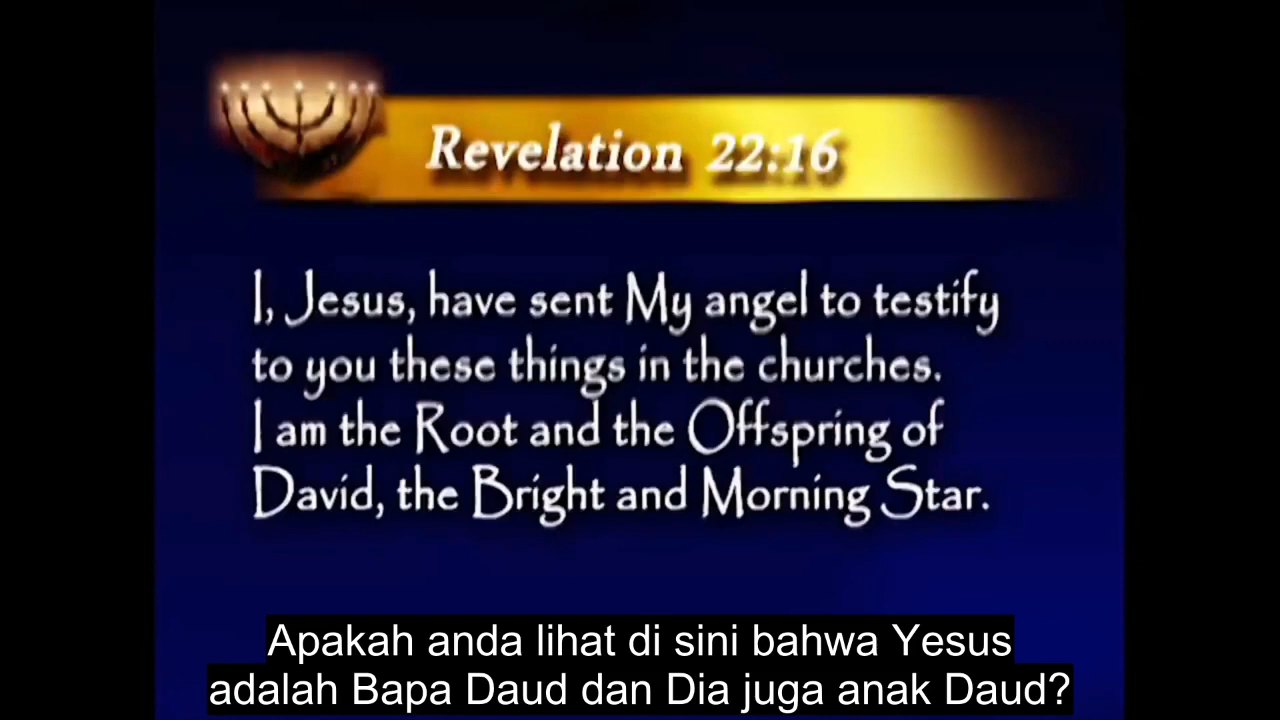 Revelation 22:16
I, Jesus, have sent My angel to testify
to you these things in the churches.
I am the Root and the Offspring of
David, the Bright and Morning Star.
Apakah anda lihat di sini bahwa Yesus
adalah Bapa Daud dan Dia juga anak Daud?